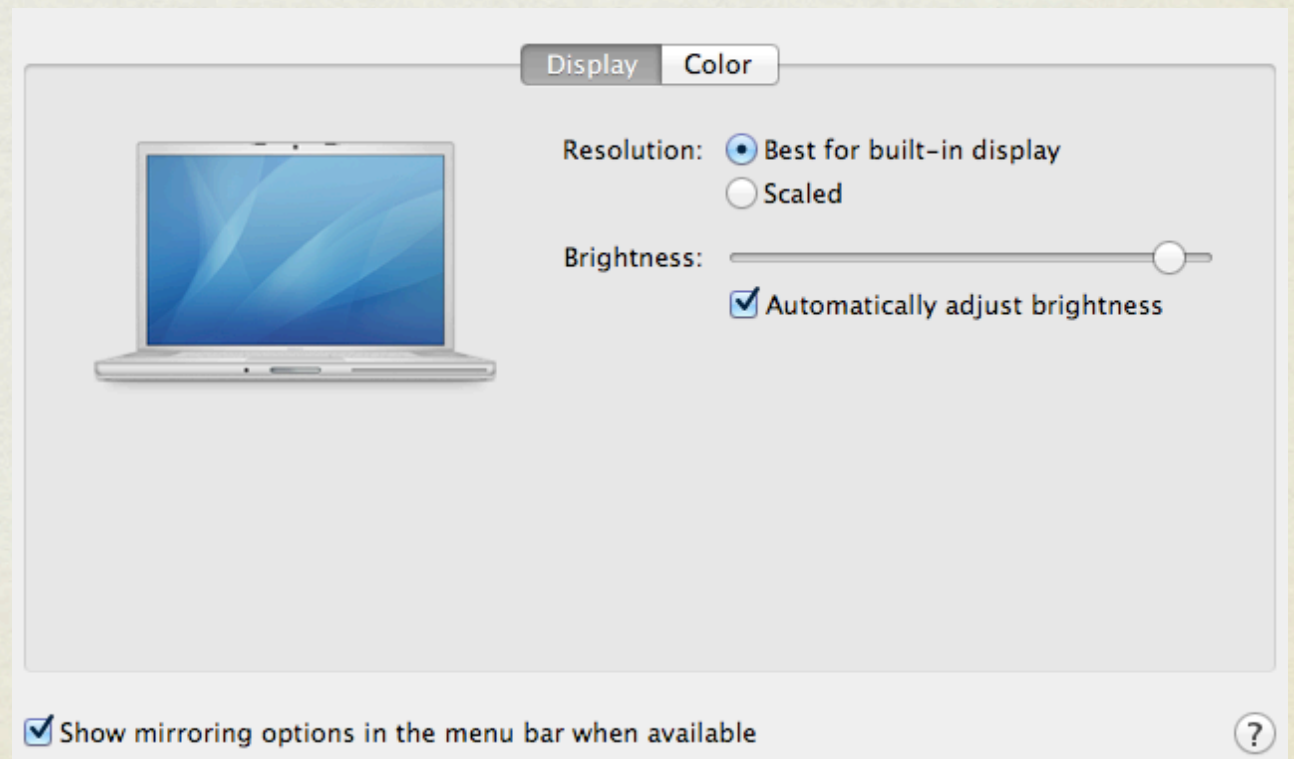 Display Color
Resolution: Best for built-in display
Scaled
Brightness:
Automatically adjust brightness
Show mirroring options in the menu bar when available ?